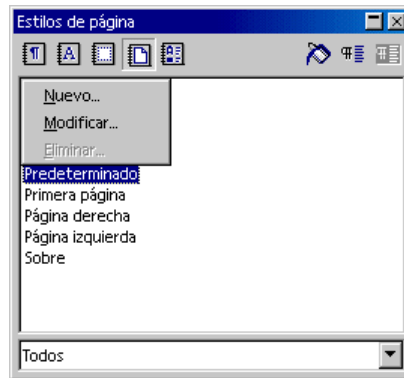 Estilos de página
Nuevo...
Modificar...
Eliminar...
Predeterminado
Primera página
Página derecha
Página izquierda
Sobre
Todos